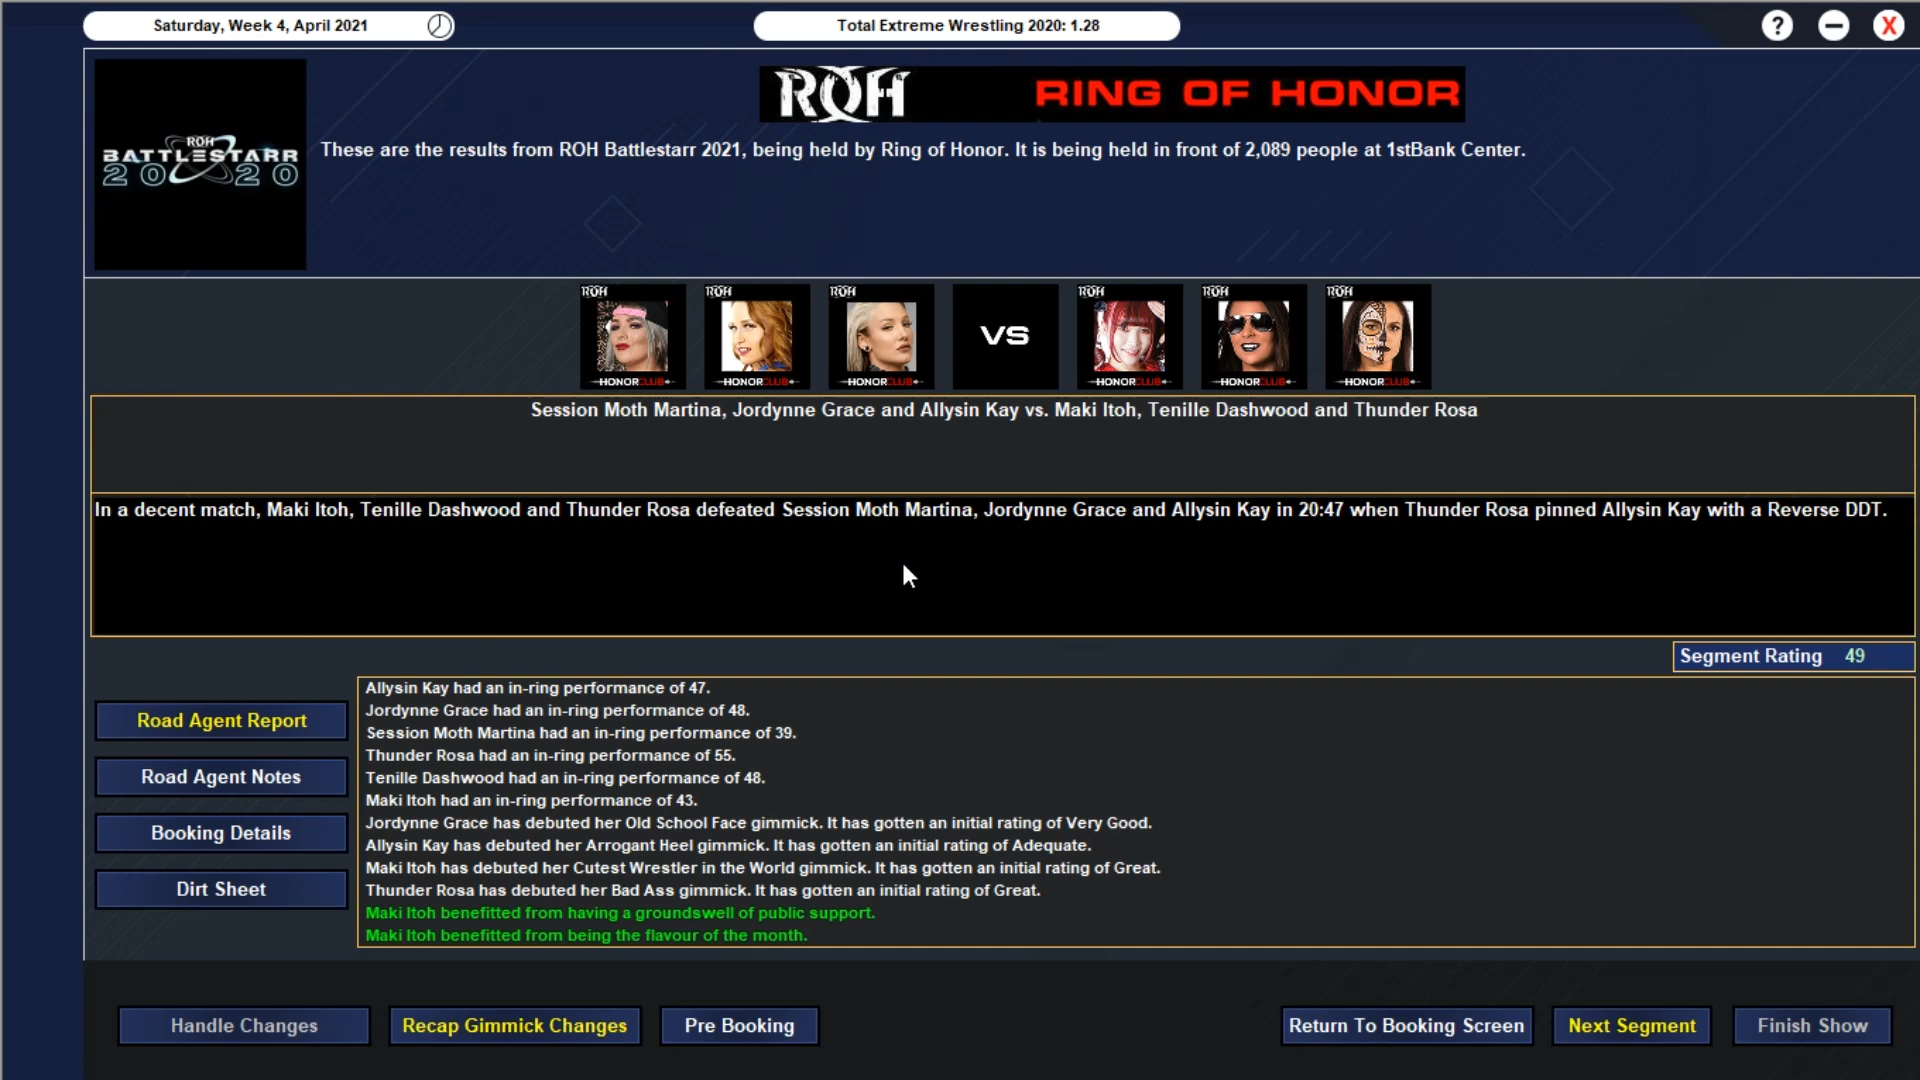 Saturday, Week 4, April 2021
Total Extreme Wrestling 2020: 1.28
?
X
ROH
RING OF HONOR
ROH
BATTLESTARR
2020
These are the results from ROH Battlestarr 2021, being held by Ring of Honor. It is being held in front of 2,089 people at 1stBank Center.
ROH
ROH
ROH
VS
ROH
ROH
ROH
HONORCLUB
HONORCLUB
HONORCLUB
HONORCLUB
HONORCLUB
HONORCLUB
Session Moth Martina, Jordynne Grace and Allysin Kay vs. Maki Itoh, Tenille Dashwood and Thunder Rosa
In a decent match, Maki Itoh, Tenille Dashwood and Thunder Rosa defeated Session Moth Martina, Jordynne Grace and Allysin Kay in 20:47 when Thunder Rosa pinned Allysin Kay with a Reverse DDT.
Segment Rating 49
Road Agent Report
Road Agent Notes
Booking Details
Dirt Sheet
Allysin Kay had an in-ring performance of 47.
Jordynne Grace had an in-ring performance of 48.
Session Moth Martina had an in-ring performance of 39.
Thunder Rosa had an in-ring performance of 55.
Tenille Dashwood had an in-ring performance of 48.
Maki Itoh had an in-ring performance of 43.
Jordynne Grace has debuted her Old School Face gimmick. It has gotten an initial rating of Very Good.
Allysin Kay has debuted her Arrogant Heel gimmick. It has gotten an initial rating of Adequate.
Maki Itoh has debuted her Cutest Wrestler in the World gimmick. It has gotten an initial rating of Great.
Thunder Rosa has debuted her Bad Ass gimmick. It has gotten an initial rating of Great.
Maki Itoh benefitted from having a groundswell of public support.
Maki Itoh benefitted from being the flavour of the month.
Handle Changes
Recap Gimmick Changes
Pre Booking
Return To Booking Screen
Next Segment
Finish Show